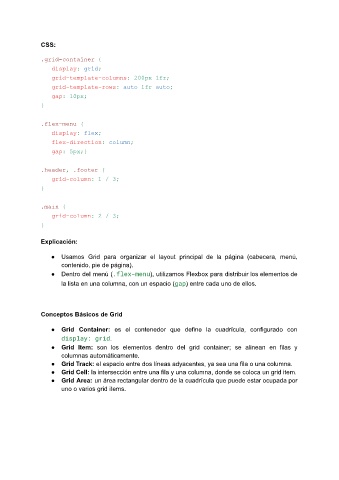 CSS:
.grid-container {
display: grid;
grid-template-columns: 200px 1fr;
grid-template-rows: auto 1fr auto;
gap: 10px;
}
.flex-menu {
display: flex;
flex-direction: column;
gap: 5px;}
.header, .footer {
grid-column: 1 / 3;
}
.main {
grid-column: 2 / 3;
}
Explicación:
● Usamos Grid para organizar el layout principal de la página (cabecera, menú,
contenido, pie de página).
● Dentro del menú (.flex-menu), utilizamos Flexbox para distribuir los elementos de
la lista en una columna, con un espacio (gap) entre cada uno de ellos.
Conceptos Básicos de Grid
● Grid Container: es el contenedor que define la cuadrícula, configurado con
display: grid.
● Grid Item: son los elementos dentro del grid container; se alinean en filas y
columnas automáticamente.
● Grid Track: el espacio entre dos líneas adyacentes, ya sea una fila o una columna.
● Grid Cell: la intersección entre una fila y una columna, donde se coloca un grid item.
● Grid Area: un área rectangular dentro de la cuadrícula que puede estar ocupada por
uno o varios grid items.